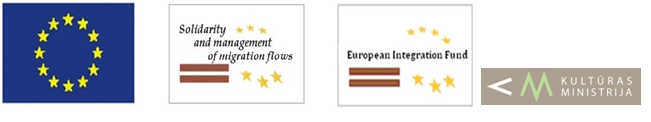 Solidarity
and management
of migration flows
European Integration Fund
KULTŪRAS
MINISTRIJA